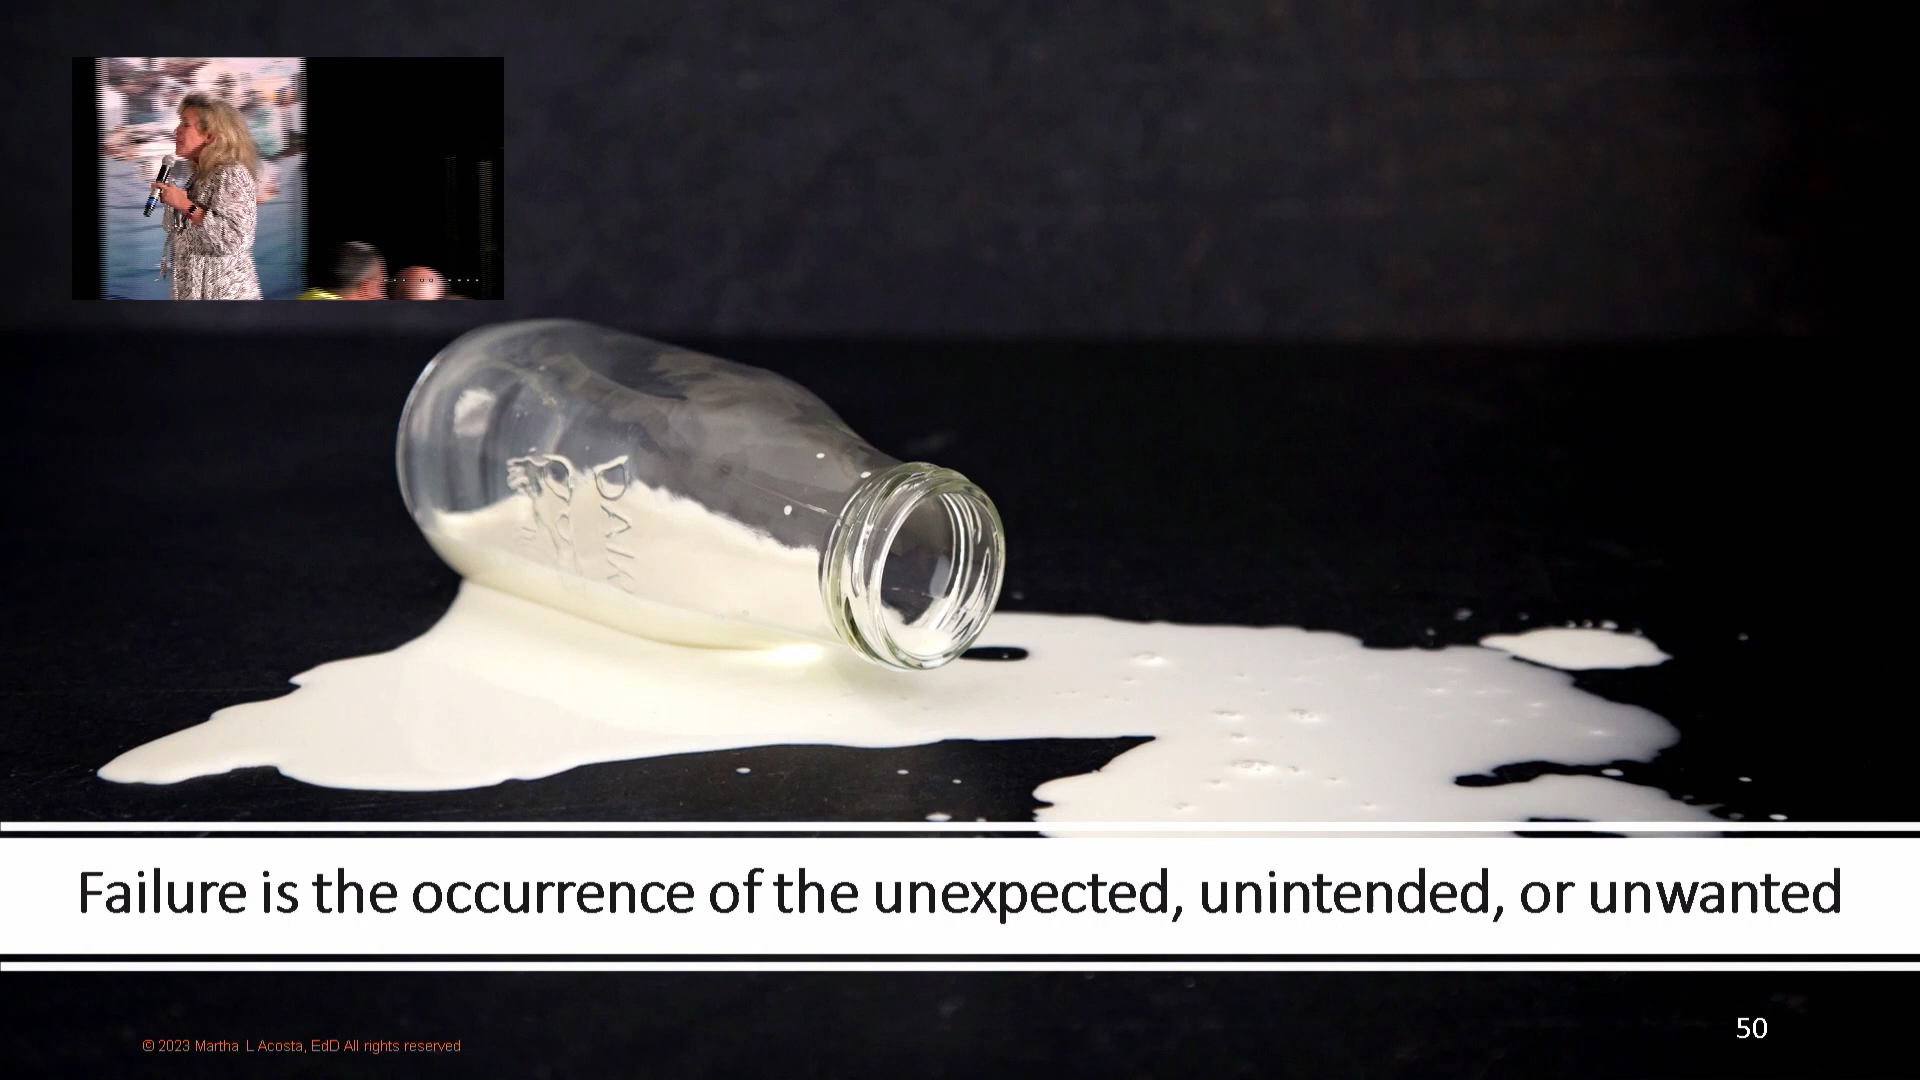 Failure is the occurrence of the unexpected, unintended, or unwanted
50
© 2023 Martha L Acosta, EdD All rights reserved